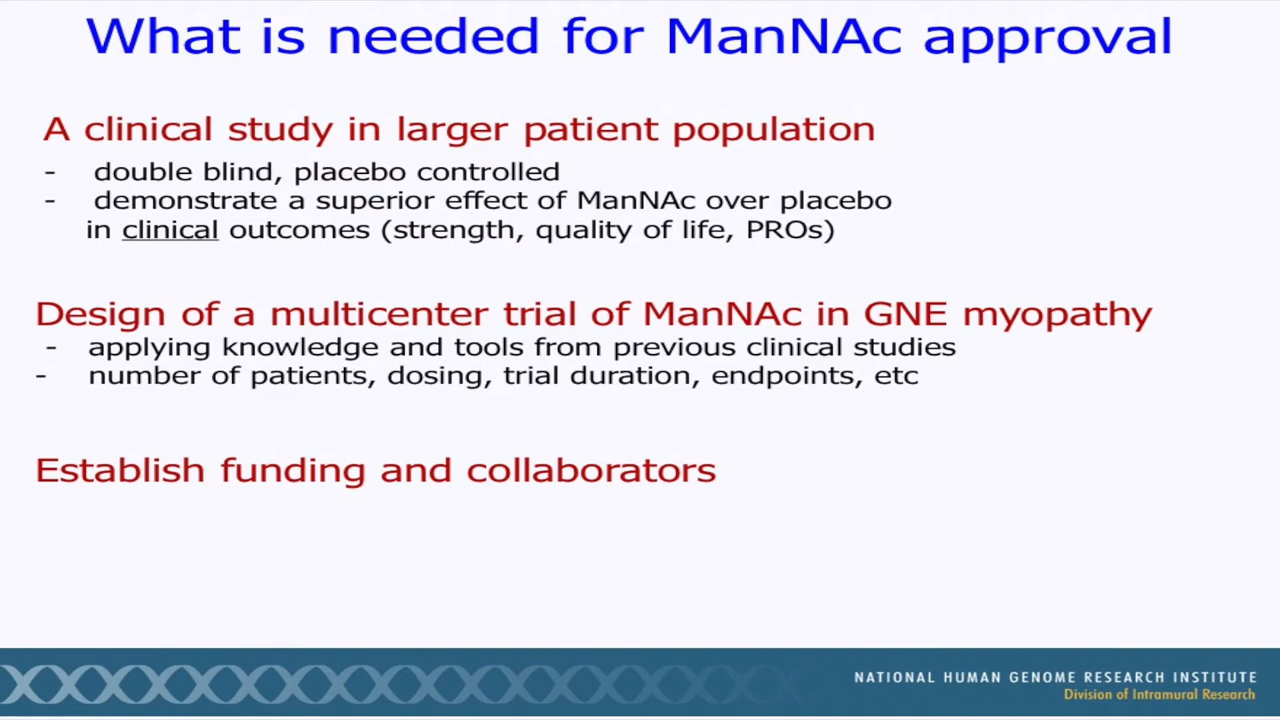 What is needed for ManNAc approval
A clinical study in larger patient population
- double blind, placebo controlled
- demonstrate a superior effect of ManNAc over placebo
in clinical outcomes (strength, quality of life, PROs)
Design of a multicenter trial of ManNAc in GNE myopathy
- applying knowledge and tools from previous clinical studies
- number of patients, dosing, trial duration, endpoints, etc
Establish funding and collaborators
NATIONAL HUMAN GENOME RESEARCH INSTITUTE
Division of Intramural Research